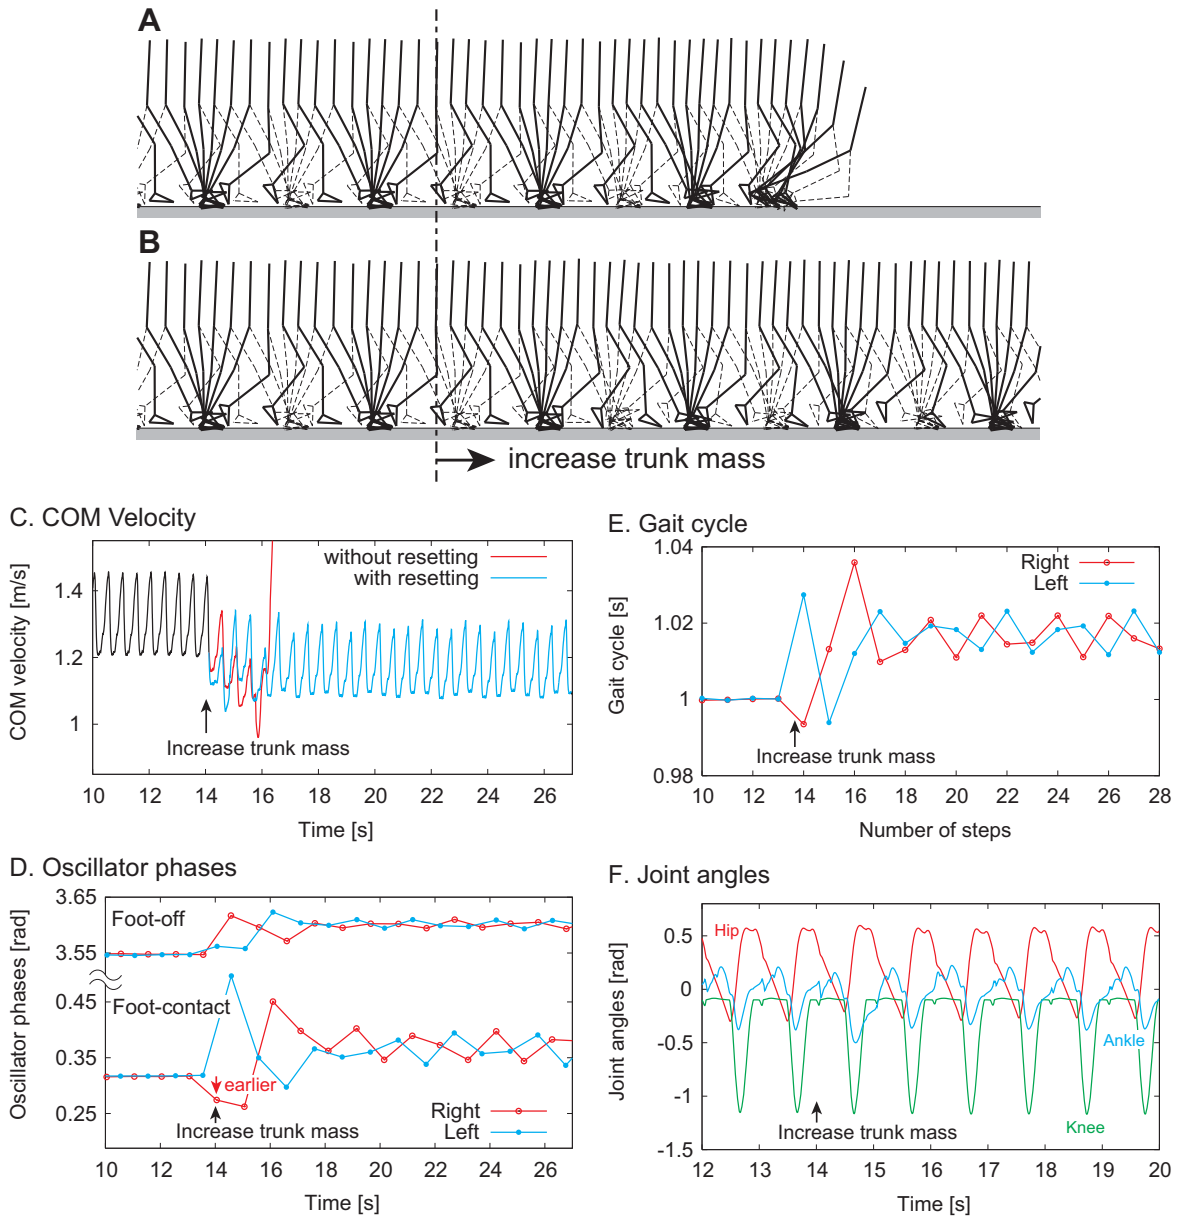 A
B
increase trunk mass
C. COM Velocity
COM velocity [m/s]
1.4
1.2
1
without resetting
with resetting
Increase trunk mass
10 12 14 16 18 20 22 24 26
Time [s]
E. Gait cycle
Gait cycle [s]
1.04
1.02
1
0.98
Right
Left
Increase trunk mass
10 12 14 16 18 20 22 24 26 28
Number of steps
D. Oscillator phases
Oscillator phases [rad]
3.65
3.55
0.45
0.35
0.25
Foot-off
Foot-contact
earlier
Increase trunk mass
Right
Left
10 12 14 16 18 20 22 24 26
Time [s]
F. Joint angles
Joint angles [rad]
0.5
0
-0.5
-1
-1.5
Hip
Ankle
Knee
Increase trunk mass
12 13 14 15 16 17 18 19 20
Time [s]